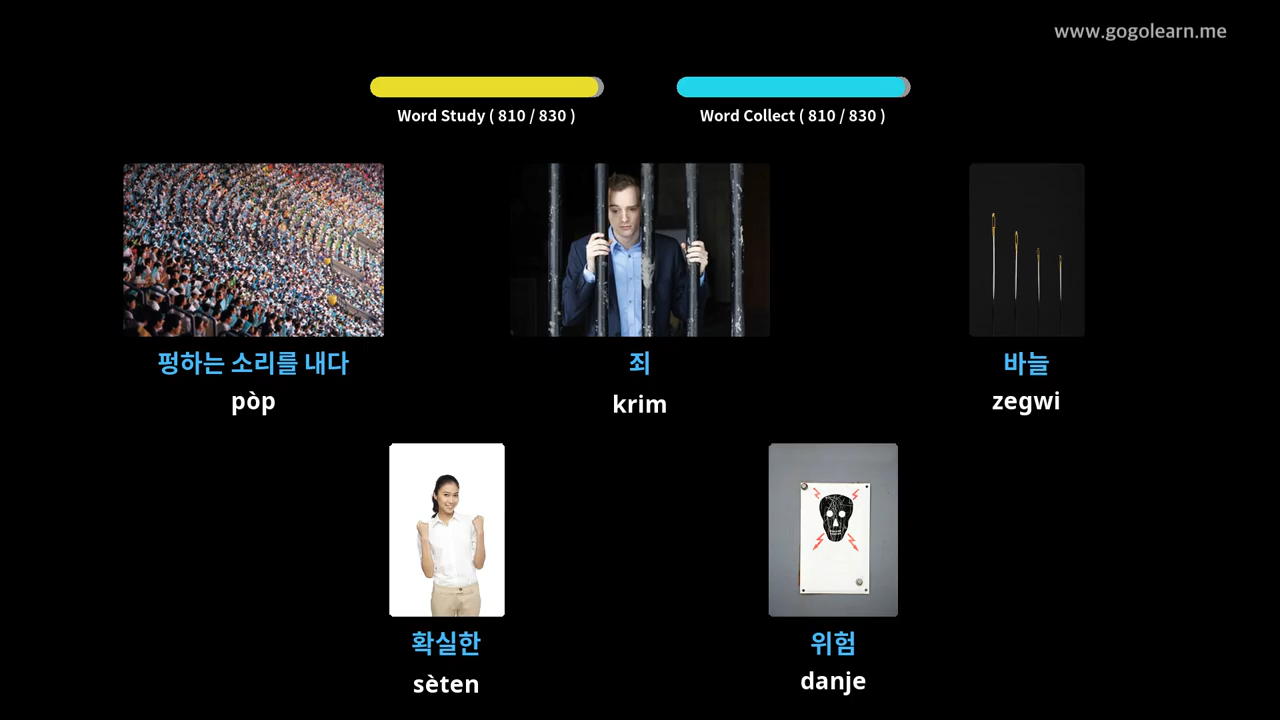 www.gogolearn.me
Word Study ( 810 / 830 )
Word Collect ( 810 / 830 )
펑하는 소리를 내다
pòp
죄
krim
바늘
zegwi
확실한
sèten
위험
danje